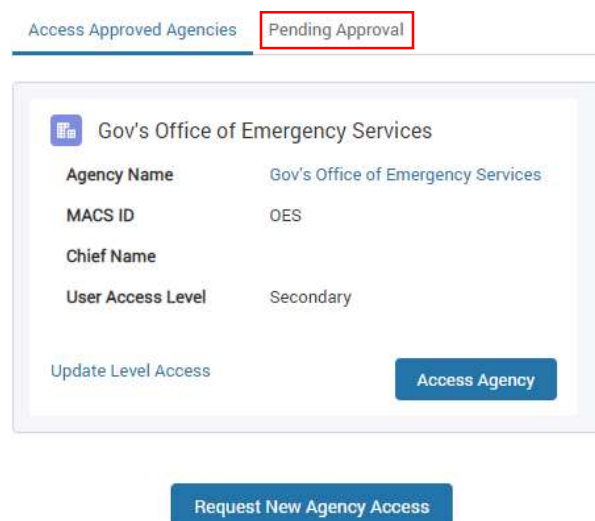 Access Approved Agencies Pending Approval
Gov's Office of Emergency Services
Agency Name Gov's Office of Emergency Services
MACS ID OES
Chief Name
User Access Level Secondary
Update Level Access Access Agency
Request New Agency Access